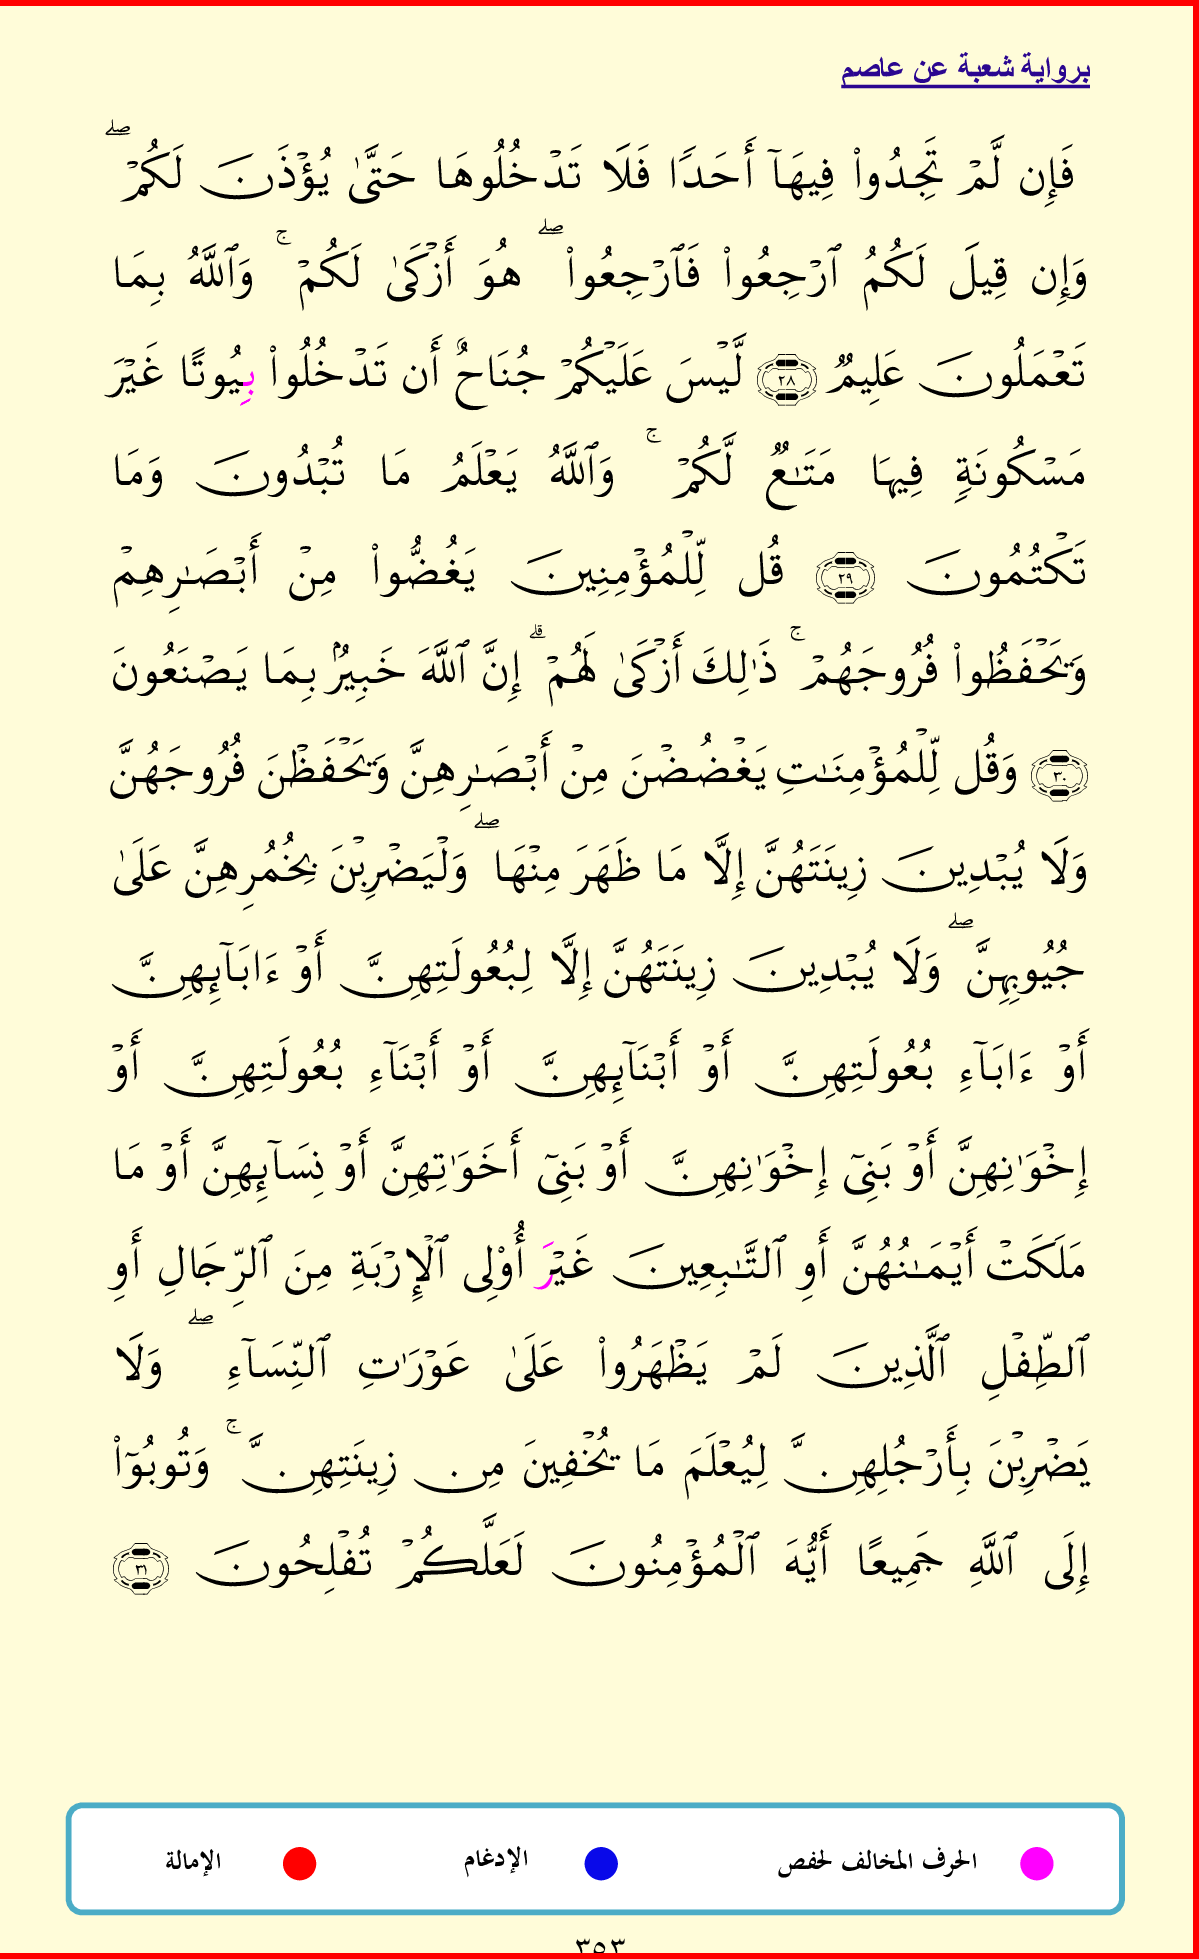 برواية شعبة عن عاصم
فَإِن لَّمْ تَجِدُوا۟ فِيهَآ أَحَدًا فَلَا تَدْخُلُوهَا حَتَّىٰ يُؤْذَنَ لَكُمْ ۖ
وَإِن قِيلَ لَكُمُ ٱرْجِعُوا۟ فَٱرْجِعُوا۟ ۖ هُوَ أَزْكَىٰ لَكُمْ ۚ وَٱللَّهُ بِمَا
تَعْمَلُونَ عَلِيمٌ ٢٨ لَّيْسَ عَلَيْكُمْ جُنَاحٌ أَن تَدْخُلُوا۟ بِيُوتًا غَيْرَ
مَسْكُونَةٍ فِيهَا مَتَـٰعٌ لَّكُمْ ۚ وَٱللَّهُ يَعْلَمُ مَا تُبْدُونَ وَمَا
تَكْتُمُونَ ٢٩ قُل لِّلْمُؤْمِنِينَ يَغُضُّوا۟ مِنْ أَبْصَـٰرِهِمْ
وَيَحْفَظُوا۟ فُرُوجَهُمْ ۚ ذَٰلِكَ أَزْكَىٰ لَهُمْ ۗ إِنَّ ٱللَّهَ خَبِيرٌۢ بِمَا يَصْنَعُونَ
٣٠ وَقُل لِّلْمُؤْمِنَـٰتِ يَغْضُضْنَ مِنْ أَبْصَـٰرِهِنَّ وَيَحْفَظْنَ فُرُوجَهُنَّ
وَلَا يُبْدِينَ زِينَتَهُنَّ إِلَّا مَا ظَهَرَ مِنْهَا ۖ وَلْيَضْرِبْنَ بِخُمُرِهِنَّ عَلَىٰ
جُيُوبِهِنَّ ۖ وَلَا يُبْدِينَ زِينَتَهُنَّ إِلَّا لِبُعُولَتِهِنَّ أَوْ ءَابَآئِهِنَّ
أَوْ ءَابَآءِ بُعُولَتِهِنَّ أَوْ أَبْنَآئِهِنَّ أَوْ أَبْنَآءِ بُعُولَتِهِنَّ أَوْ
إِخْوَٰنِهِنَّ أَوْ بَنِىٓ إِخْوَٰنِهِنَّ أَوْ بَنِىٓ أَخَوَٰتِهِنَّ أَوْ نِسَآئِهِنَّ أَوْ مَا
مَلَكَتْ أَيْمَـٰنُهُنَّ أَوِ ٱلتَّـٰبِعِينَ غَيْرَ أُو۟لِى ٱلْإِرْبَةِ مِنَ ٱلرِّجَالِ أَوِ
ٱلطِّفْلِ ٱلَّذِينَ لَمْ يَظْهَرُوا۟ عَلَىٰ عَوْرَٰتِ ٱلنِّسَآءِ ۖ وَلَا
يَضْرِبْنَ بِأَرْجُلِهِنَّ لِيُعْلَمَ مَا يُخْفِينَ مِن زِينَتِهِنَّ ۚ وَتُوبُوٓا۟
إِلَى ٱللَّهِ جَمِيعًا أَيُّهَ ٱلْمُؤْمِنُونَ لَعَلَّكُمْ تُفْلِحُونَ ٣١
الحرف المخالف لحفص الإدغام الإمالة
٣٥٣